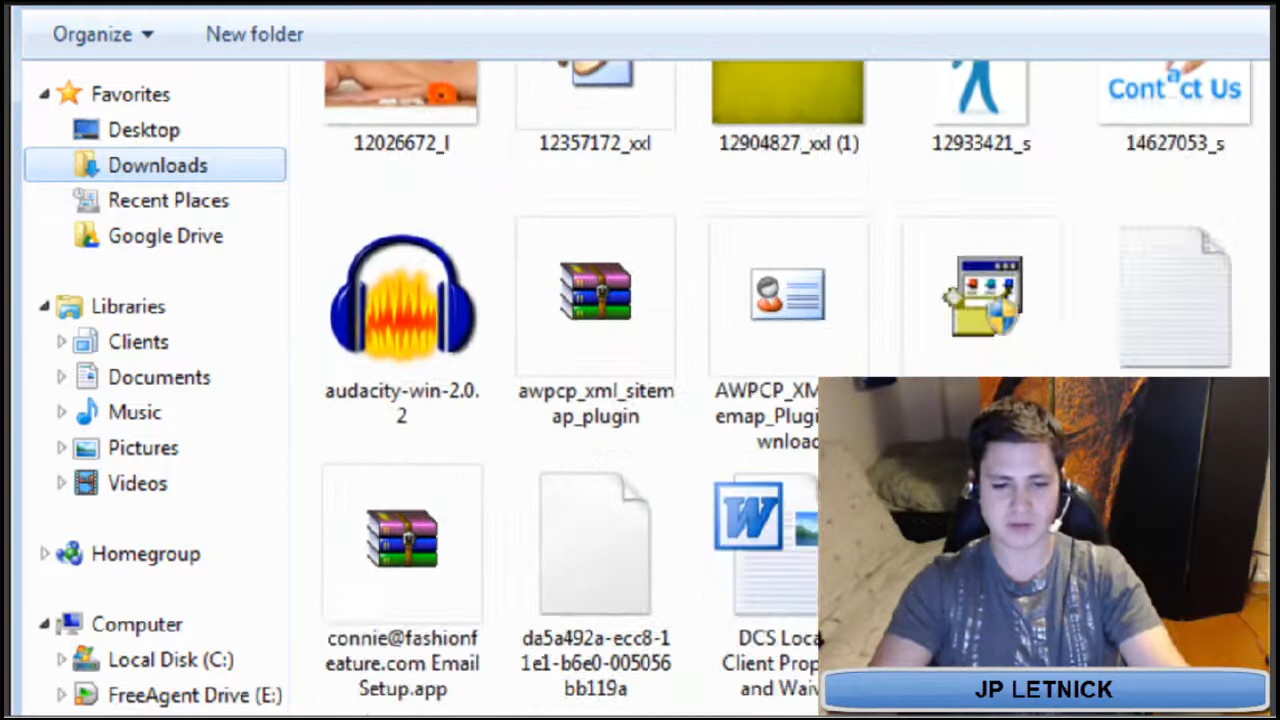 Organize
New folder
Favorites
Desktop
Downloads
Recent Places
Google Drive
Libraries
Clients
Documents
Music
Pictures
Videos
Homegroup
Computer
Local Disk (C:)
FreeAgent Drive (E:)
Contact Us
12026672_l
12357172_xxl
12904827_xxl (1)
12933421_s
14627053_s
audacity-win-2.0.
2
awpcp_xml_sitem
ap_plugin
AWPCP_XM
emap_Plugi
wnload
connie@fashionf
eature.com Email
Setup.app
da5a492a-ecc8-1
1e1-b6e0-005056
bb119a
W
DCS Loca
Client Prop
and Waiv
JP LETNICK